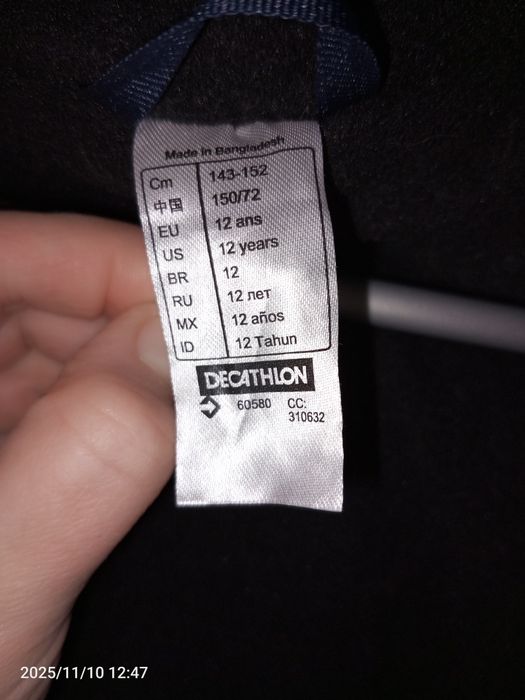 Made in Bangladesh
Cm 143-152
中国 150/72
EU 12 ans
US 12 years
BR 12
RU 12 лет
MX 12 años
ID 12 Tahun
DECATHLON
60580 CC:
310632
2025/11/10 12:47